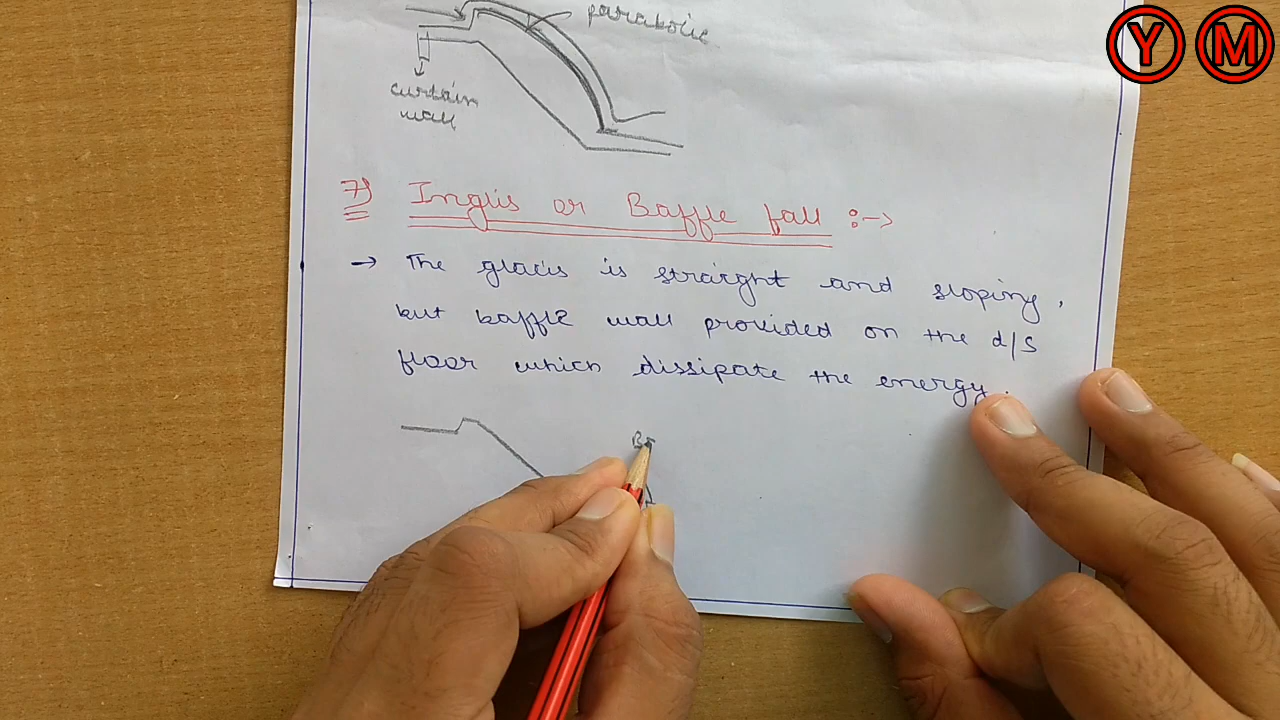 parabolic
curtain
wall
7) Inglis or Baffle fall :→
→ The glacis is straight and sloping,
but baffle wall provided on the d/s
floor which dissipate the energy.
Ba
Y M